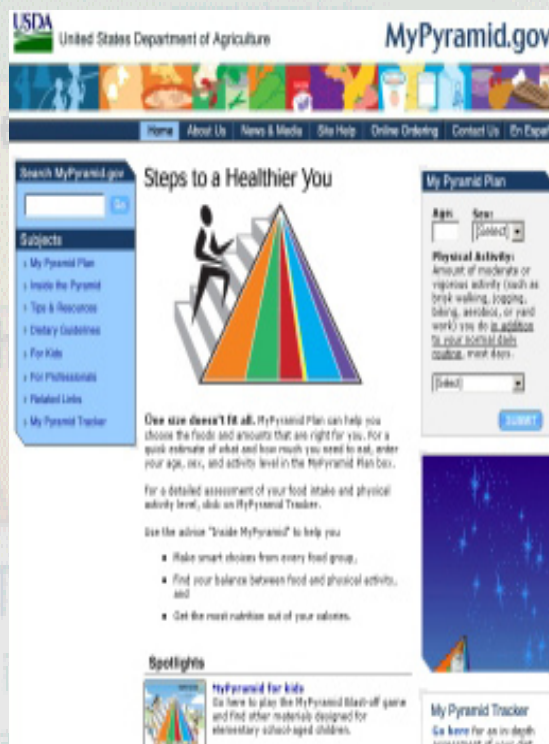 USDA
United States Department of Agriculture
MyPyramid.gov
Home About Us News & Media Site Help Online Ordering Contact Us En Españ
Search MyPyramid.gov
Go
Subjects
My Pyramid Plan
Inside the Pyramid
Tips & Resources
Dietary Guidelines
For Kids
For Professionals
Related Links
My Pyramid Tracker
Steps to a Healthier You
One size doesn't fit all. MyPyramid Plan can help you
choose the foods and amounts that are right for you. For a
quick estimate of what and how much you need to eat, enter
your age, sex, and activity level in the MyPyramid Plan box.
For a detailed assessment of your food intake and physical
activity level, click on MyPyramid Tracker.
Use the advice "Inside MyPyramid" to help you
Make smart choices from every food group,
Find your balance between food and physical activity,
and
Get the most nutrition out of your calories.
Spotlights
MyPyramid for kids
Go here to play the MyPyramid Blast-off game
and find other materials designed for
elementary school-aged children.
My Pyramid Plan
Age: Sex:
[Select]
Physical Activity:
Amount of moderate or
vigorous activity (such as
brisk walking, jogging,
biking, aerobics, or yard
work) you do in addition
to your normal daily
routine, most days.
[Select]
SUBMIT
My Pyramid Tracker
Go here for an in depth
assessment of your diet